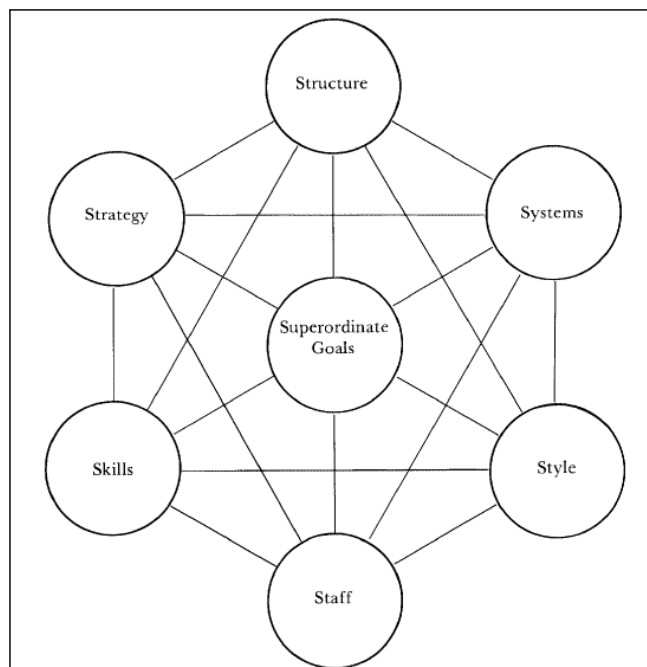 Structure
Strategy
Systems
Superordinate
Goals
Skills
Style
Staff